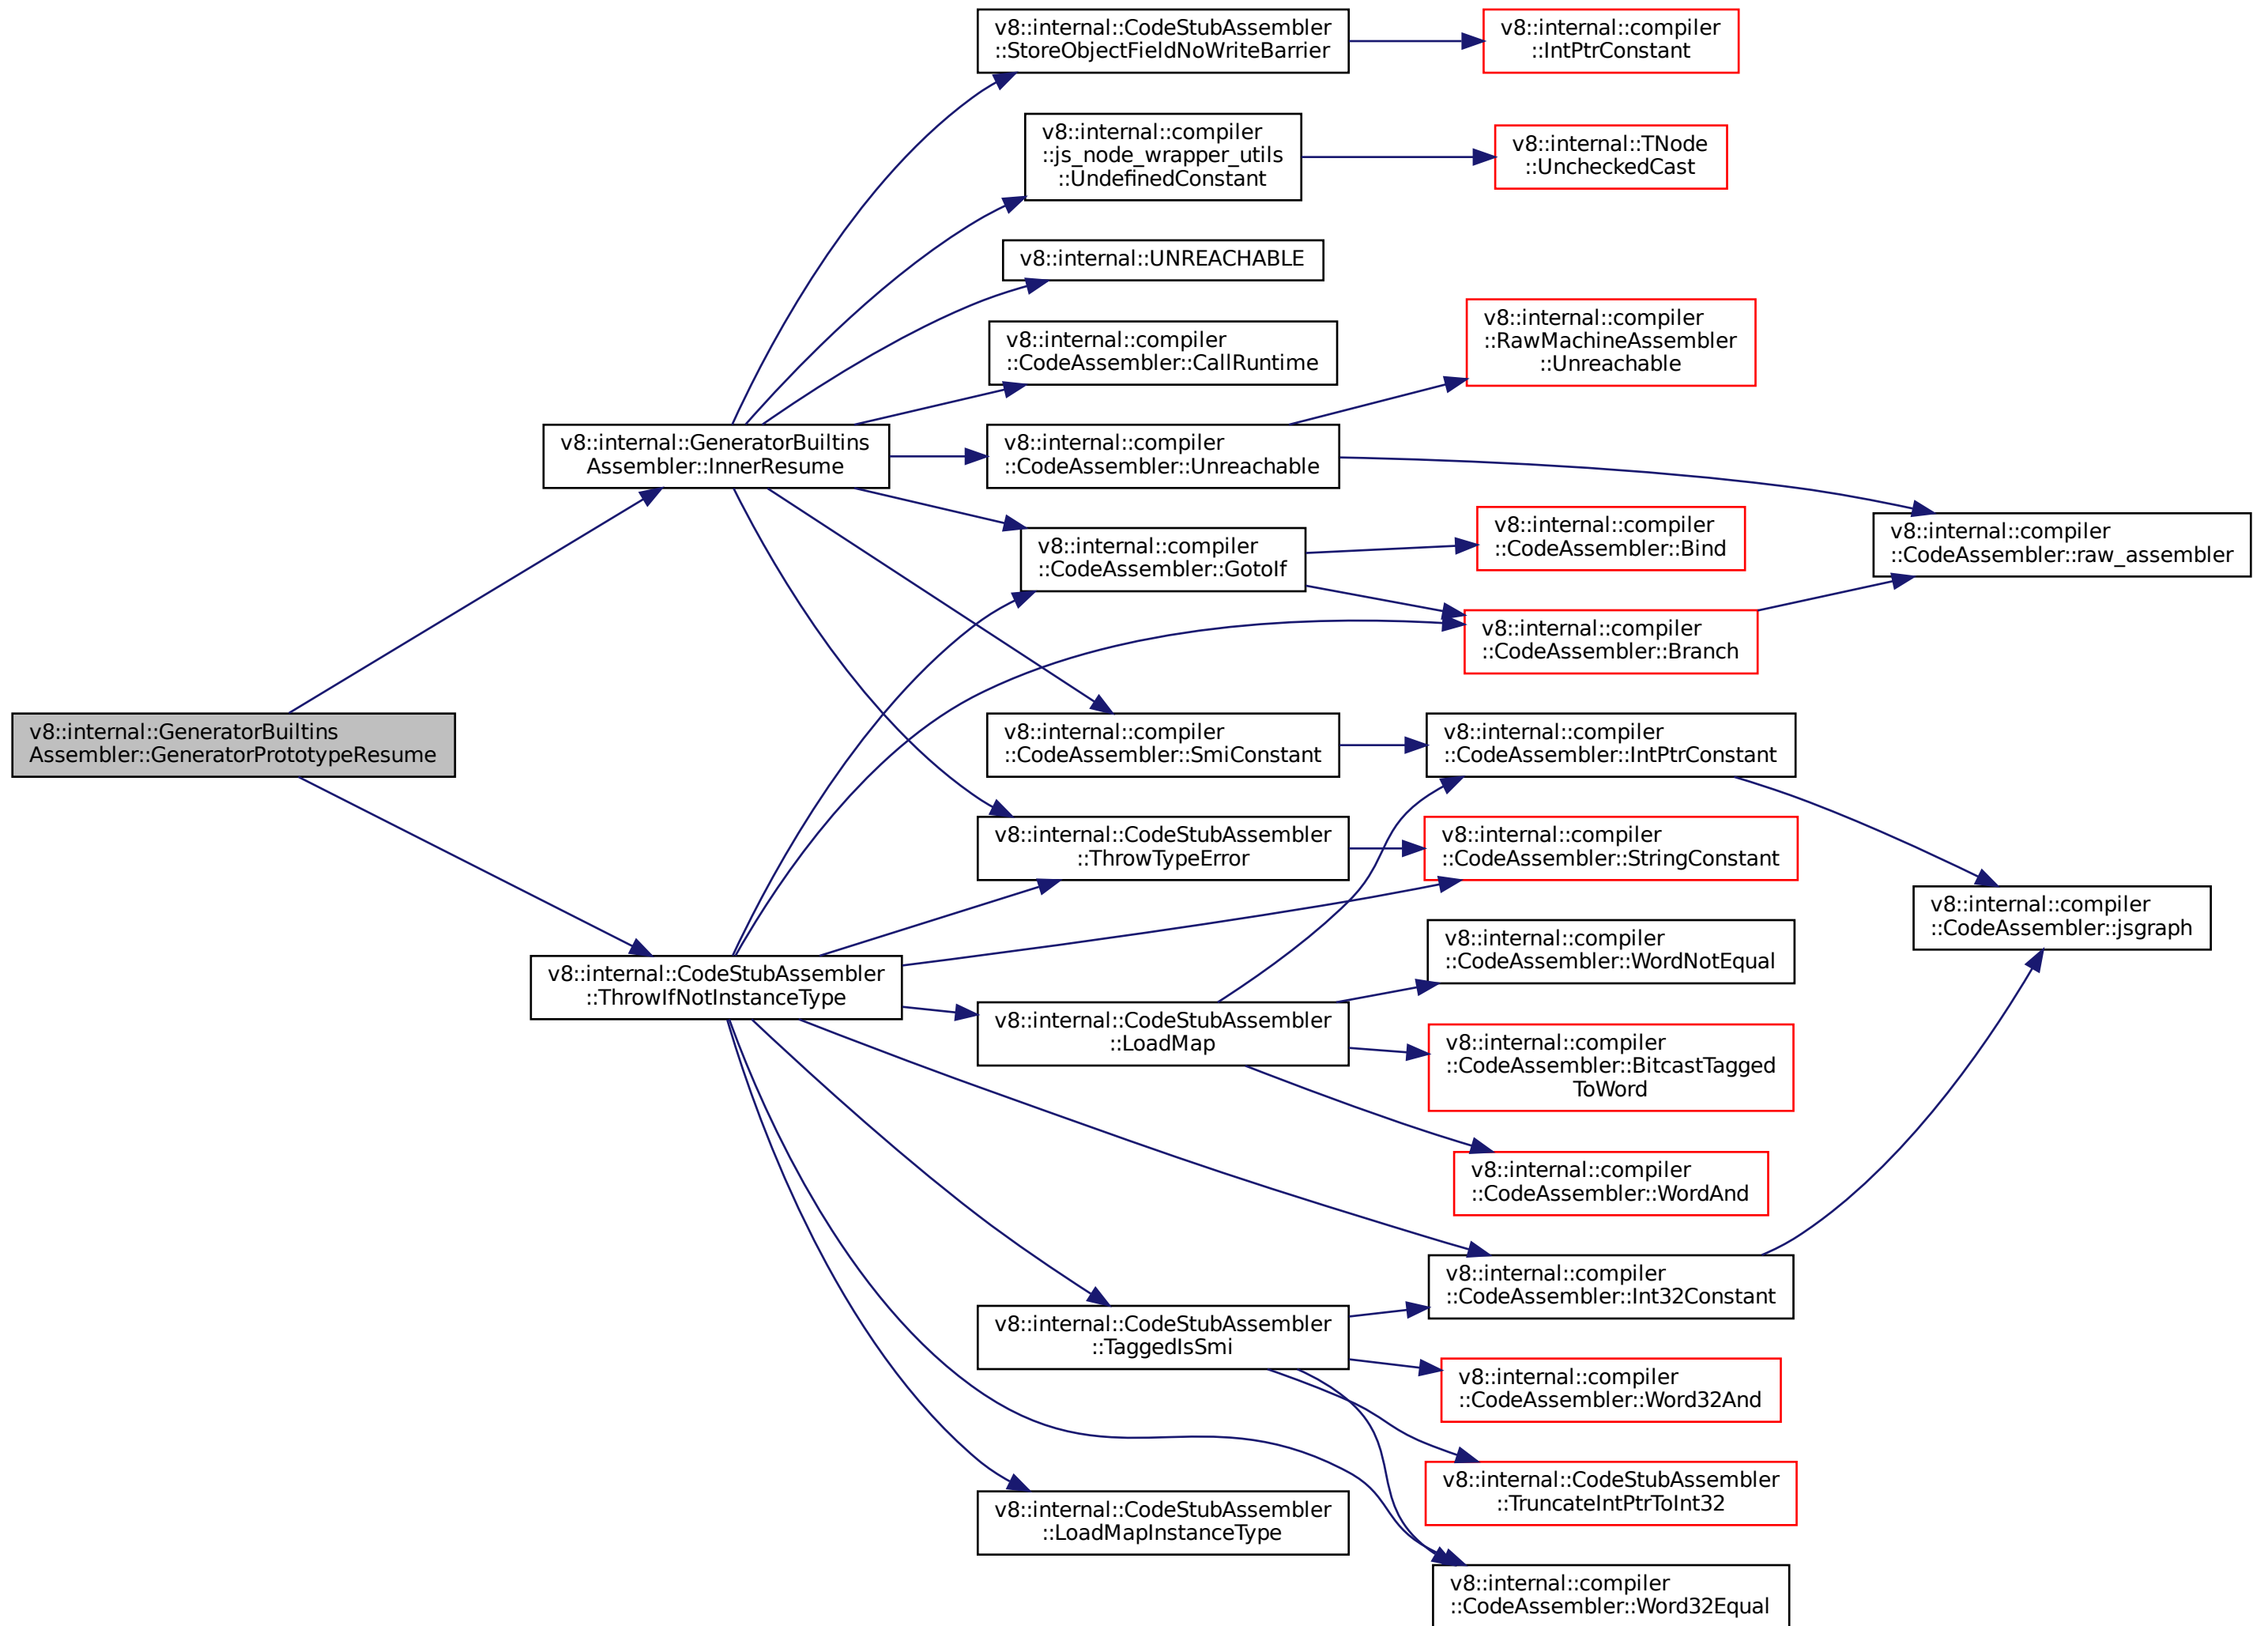 v8::internal::CodeStubAssembler
::StoreObjectFieldNoWriteBarrier
v8::internal::compiler
::IntPtrConstant
v8::internal::compiler
::js_node_wrapper_utils
::UndefinedConstant
v8::internal::TNode
::UncheckedCast
v8::internal::UNREACHABLE
v8::internal::compiler
::CodeAssembler::CallRuntime
v8::internal::compiler
::RawMachineAssembler
::Unreachable
v8::internal::GeneratorBuiltins
Assembler::InnerResume
v8::internal::compiler
::CodeAssembler::Unreachable
v8::internal::compiler
::CodeAssembler::GotoIf
v8::internal::compiler
::CodeAssembler::Bind
v8::internal::compiler
::CodeAssembler::raw_assembler
v8::internal::compiler
::CodeAssembler::Branch
v8::internal::GeneratorBuiltins
Assembler::GeneratorPrototypeResume
v8::internal::compiler
::CodeAssembler::SmiConstant
v8::internal::compiler
::CodeAssembler::IntPtrConstant
v8::internal::CodeStubAssembler
::ThrowTypeError
v8::internal::compiler
::CodeAssembler::StringConstant
v8::internal::compiler
::CodeAssembler::jsgraph
v8::internal::CodeStubAssembler
::ThrowIfNotInstanceType
v8::internal::compiler
::CodeAssembler::WordNotEqual
v8::internal::CodeStubAssembler
::LoadMap
v8::internal::compiler
::CodeAssembler::BitcastTagged
ToWord
v8::internal::compiler
::CodeAssembler::WordAnd
v8::internal::compiler
::CodeAssembler::Int32Constant
v8::internal::CodeStubAssembler
::TaggedIsSmi
v8::internal::compiler
::CodeAssembler::Word32And
v8::internal::CodeStubAssembler
::TruncateIntPtrToInt32
v8::internal::CodeStubAssembler
::LoadMapInstanceType
v8::internal::compiler
::CodeAssembler::Word32Equal